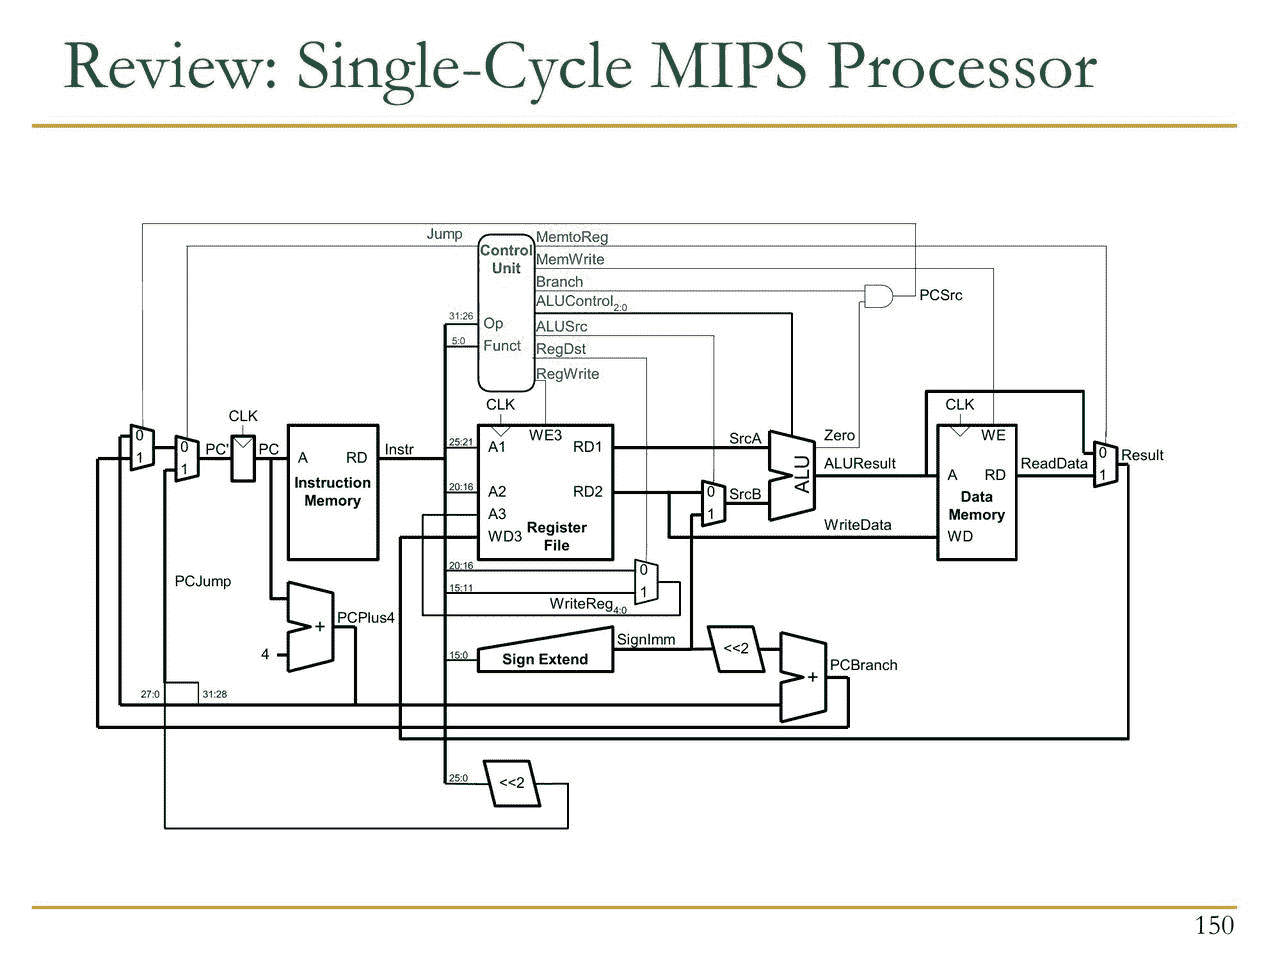 Review: Single-Cycle MIPS Processor
Jump
Control
Unit
MemtoReg
MemWrite
Branch
ALUControl2:0
ALUSrc
RegDst
RegWrite
PCSrc
31:26
Op
5:0
Funct
CLK
CLK
CLK
0
1
0
1
PC'
PC
A
RD
Instruction
Memory
Instr
25:21
A1
WE3
RD1
20:16
A2
RD2
A3
WD3
Register
File
SrcA
0
1
SrcB
ALU
Zero
ALUResult
WriteData
WE
A
RD
Data
Memory
WD
ReadData
0
1
Result
20:16
0
15:11
1
WriteReg4:0
PCJump
PCPlus4
+
4
SignImm
15:0
Sign Extend
<<2
+
PCBranch
27:0
31:28
25:0
<<2
150